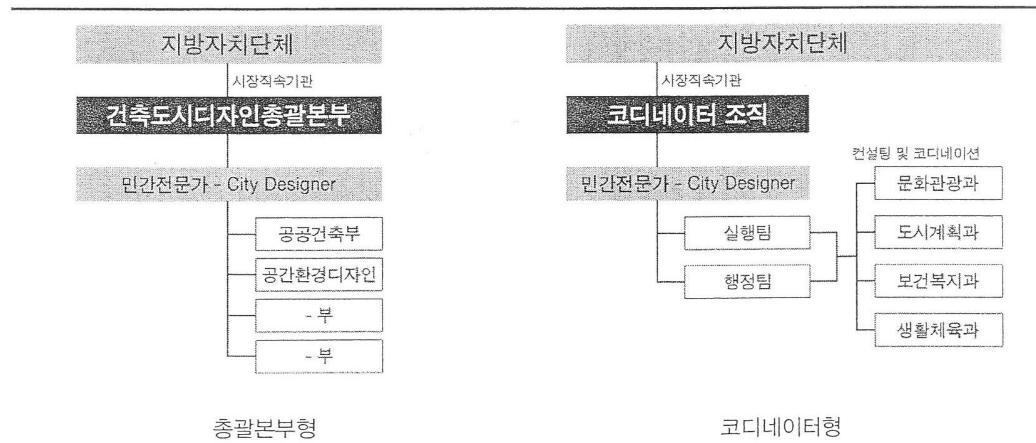 지방자치단체
시장직속기관
건축도시디자인총괄본부
민간전문가 - City Designer
공공건축부
공간환경디자인
- 부
- 부
총괄본부형
지방자치단체
시장직속기관
코디네이터 조직
민간전문가 - City Designer
실행팀
행정팀
컨설팅 및 코디네이션
문화관광과
도시계획과
보건복지과
생활체육과
코디네이터형